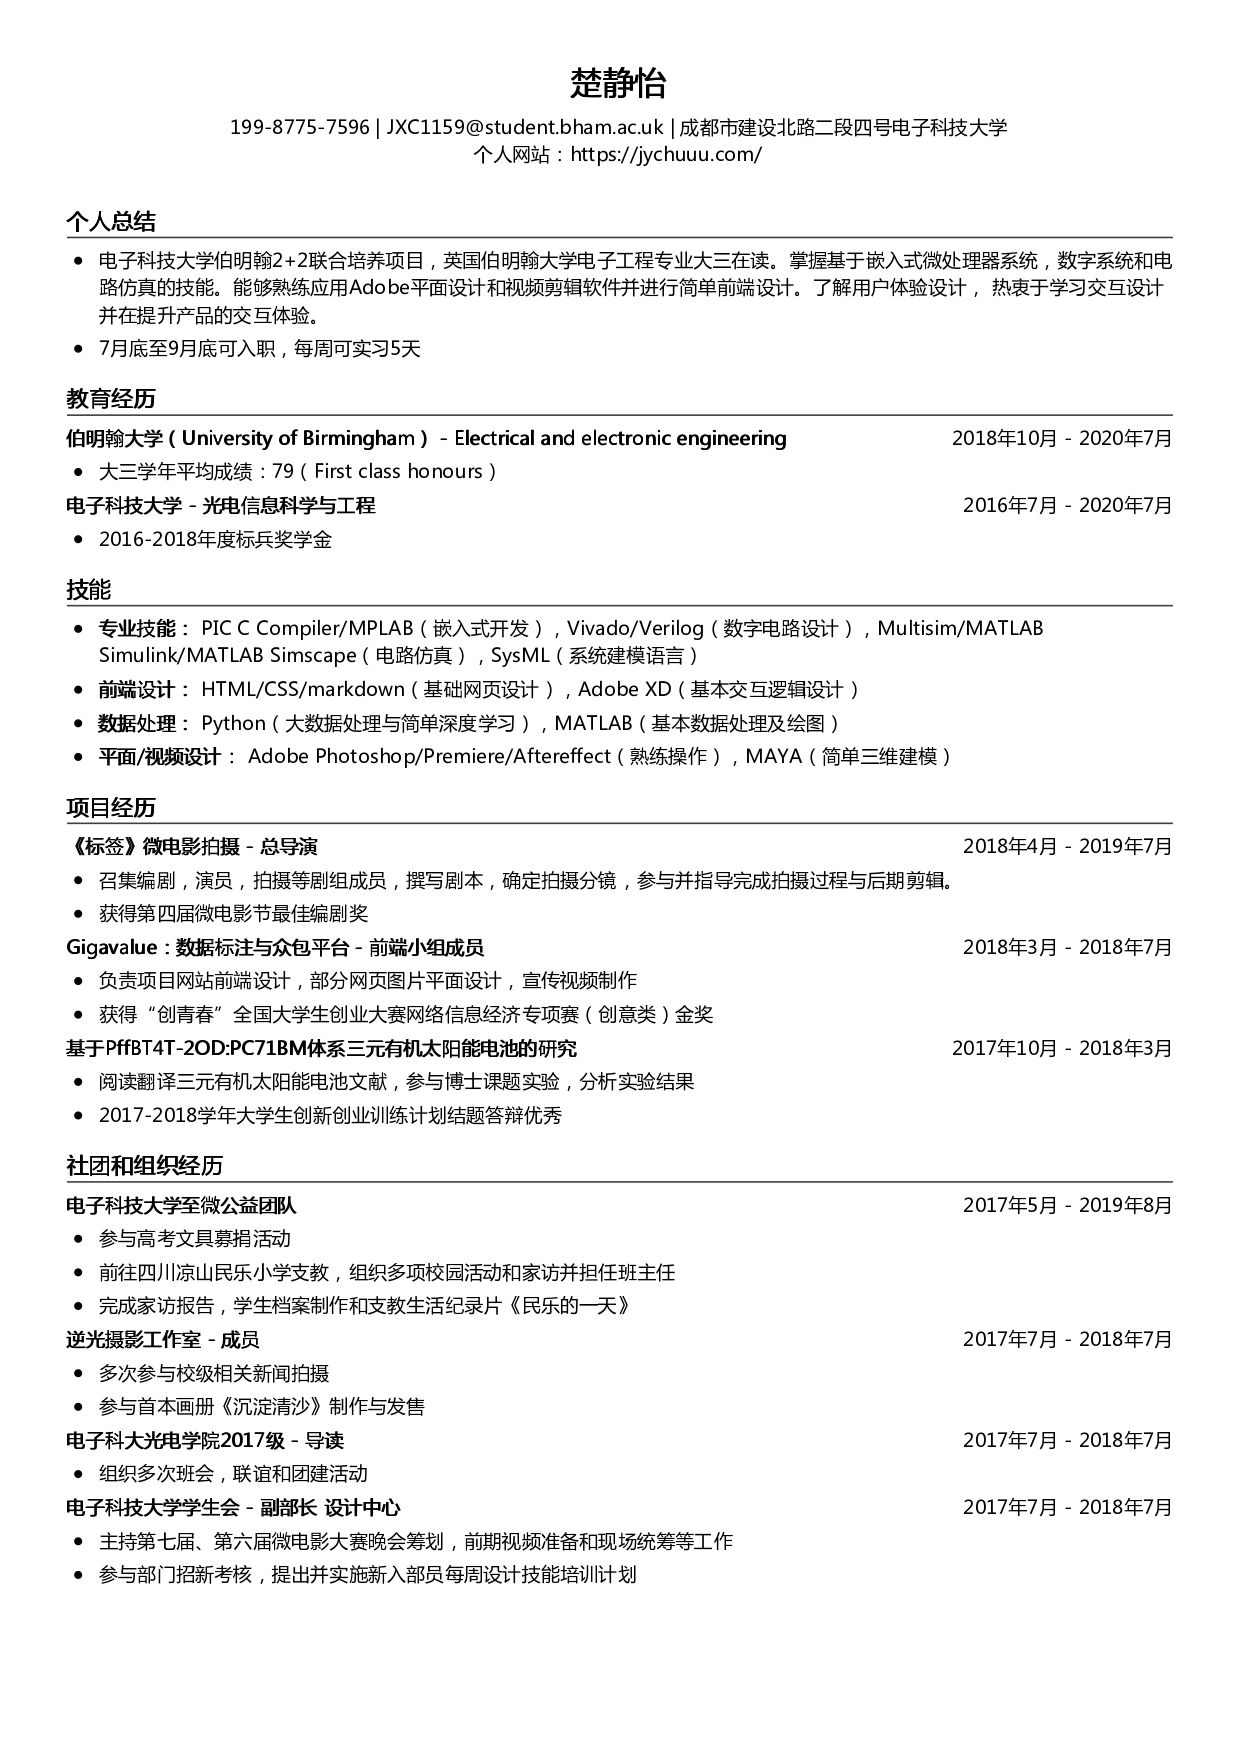 楚静怡
199-8775-7596 | JXC1159@student.bham.ac.uk | 成都市建设北路二段四号电子科技大学
个人网站：https://jychuuu.com/
个人总结
• 电子科技大学伯明翰2+2联合培养项目，英国伯明翰大学电子工程专业大三在读。掌握基于嵌入式微处理器系统，数字系统和电
路仿真的技能。能够熟练应用Adobe平面设计和视频剪辑软件并进行简单前端设计。了解用户体验设计， 热衷于学习交互设计
并在提升产品的交互体验。
• 7月底至9月底可入职，每周可实习5天
教育经历
伯明翰大学（University of Birmingham） - Electrical and electronic engineering 2018年10月 - 2020年7月
• 大三学年平均成绩：79（First class honours）
电子科技大学 - 光电信息科学与工程 2016年7月 - 2020年7月
• 2016-2018年度标兵奖学金
技能
• 专业技能： PIC C Compiler/MPLAB（嵌入式开发），Vivado/Verilog（数字电路设计），Multisim/MATLAB
Simulink/MATLAB Simscape（电路仿真），SysML（系统建模语言）
• 前端设计： HTML/CSS/markdown（基础网页设计），Adobe XD（基本交互逻辑设计）
• 数据处理： Python（大数据处理与简单深度学习），MATLAB（基本数据处理及绘图）
• 平面/视频设计： Adobe Photoshop/Premiere/Aftereffect（熟练操作），MAYA（简单三维建模）
项目经历
《标签》微电影拍摄 - 总导演 2018年4月 - 2019年7月
• 召集编剧，演员，拍摄等剧组成员，撰写剧本，确定拍摄分镜，参与并指导完成拍摄过程与后期剪辑。
• 获得第四届微电影节最佳编剧奖
Gigavalue：数据标注与众包平台 - 前端小组成员 2018年3月 - 2018年7月
• 负责项目网站前端设计，部分网页图片平面设计，宣传视频制作
• 获得“创青春”全国大学生创业大赛网络信息经济专项赛（创意类）金奖
基于PffBT4T-2OD:PC71BM体系三元有机太阳能电池的研究 2017年10月 - 2018年3月
• 阅读翻译三元有机太阳能电池文献，参与博士课题实验，分析实验结果
• 2017-2018学年大学生创新创业训练计划结题答辩优秀
社团和组织经历
电子科技大学至微公益团队 2017年5月 - 2019年8月
• 参与高考文具募捐活动
• 前往四川凉山民乐小学支教，组织多项校园活动和家访并担任班主任
• 完成家访报告，学生档案制作和支教生活纪录片《民乐的一天》
逆光摄影工作室 - 成员 2017年7月 - 2018年7月
• 多次参与校级相关新闻拍摄
• 参与首本画册《沉淀清沙》制作与发售
电子科大光电学院2017级 - 导读 2017年7月 - 2018年7月
• 组织多次班会，联谊和团建活动
电子科技大学学生会 - 副部长 设计中心 2017年7月 - 2018年7月
• 主持第七届、第六届微电影大赛晚会筹划，前期视频准备和现场统筹等工作
• 参与部门招新考核，提出并实施新入部员每周设计技能培训计划